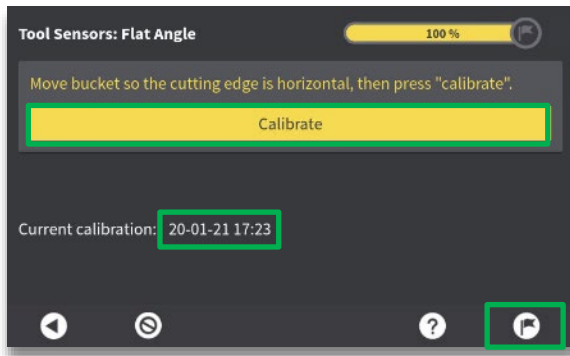 Tool Sensors: Flat Angle
100 %
Move bucket so the cutting edge is horizontal, then press "calibrate".
Calibrate
Current calibration: 20-01-21 17:23
?